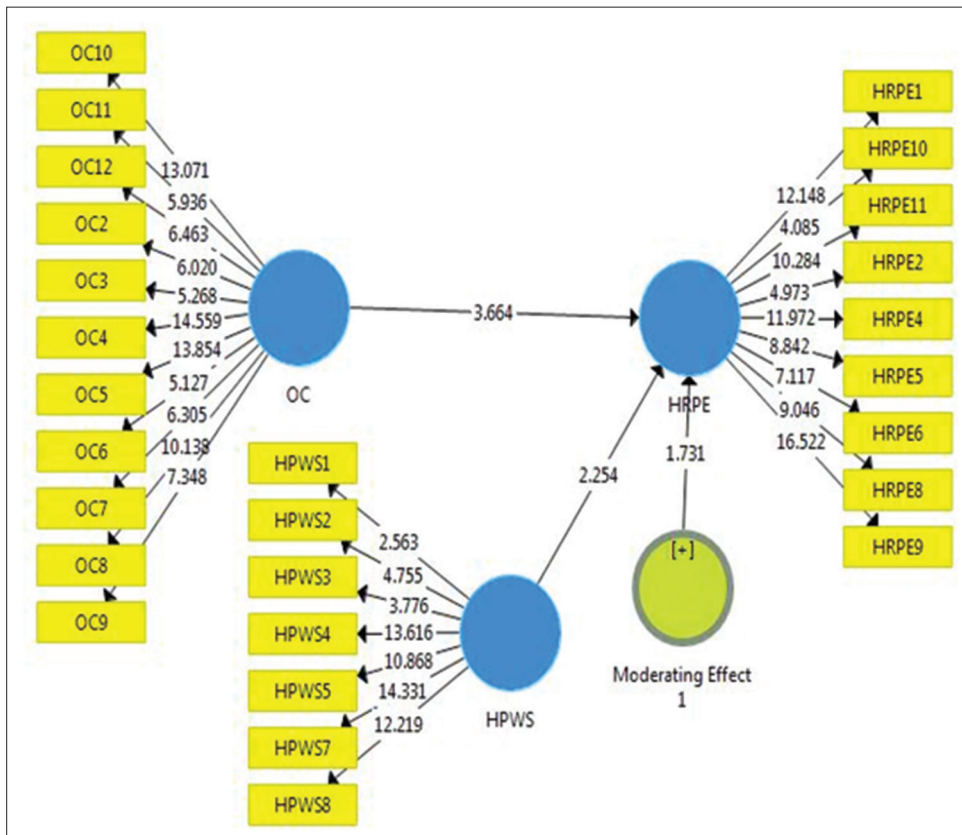 OC10
OC11
OC12
OC2
OC3
OC4
OC5
OC6
OC7
OC8
OC9
13.071
5.936
6.463
6.020
5.268
14.559
13.854
5.127
6.305
10.138
7.348
OC
3.664
HPWS1
HPWS2
HPWS3
HPWS4
HPWS5
HPWS7
HPWS8
2.563
4.755
3.776
13.616
10.868
14.331
12.219
HPWS
2.254
1.731
[+]
Moderating Effect
1
HRPE
12.148
4.085
10.284
4.973
11.972
8.842
7.117
9.046
16.522
HRPE1
HRPE10
HRPE11
HRPE2
HRPE4
HRPE5
HRPE6
HRPE8
HRPE9